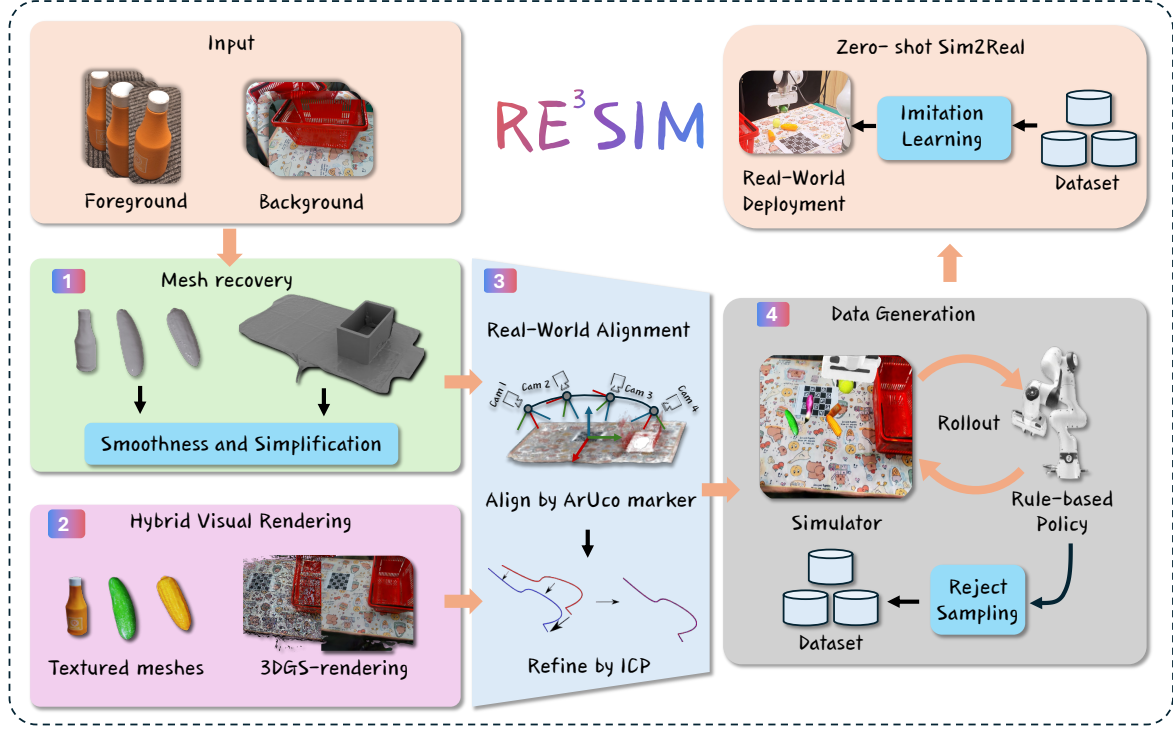 Input
Foreground
Background
RE³SIM
Zero- shot Sim2Real
Imitation
Learning
Real-World
Deployment
Dataset
1
Mesh recovery
Smoothness and Simplification
2
Hybrid Visual Rendering
Textured meshes
3DGS-rendering
3
Real-World Alignment
Cam 1
Cam 2
Cam 3
Cam 4
Align by ArUco marker
Refine by ICP
4
Data Generation
Rollout
Simulator
Rule-based
Policy
Reject
Sampling
Dataset